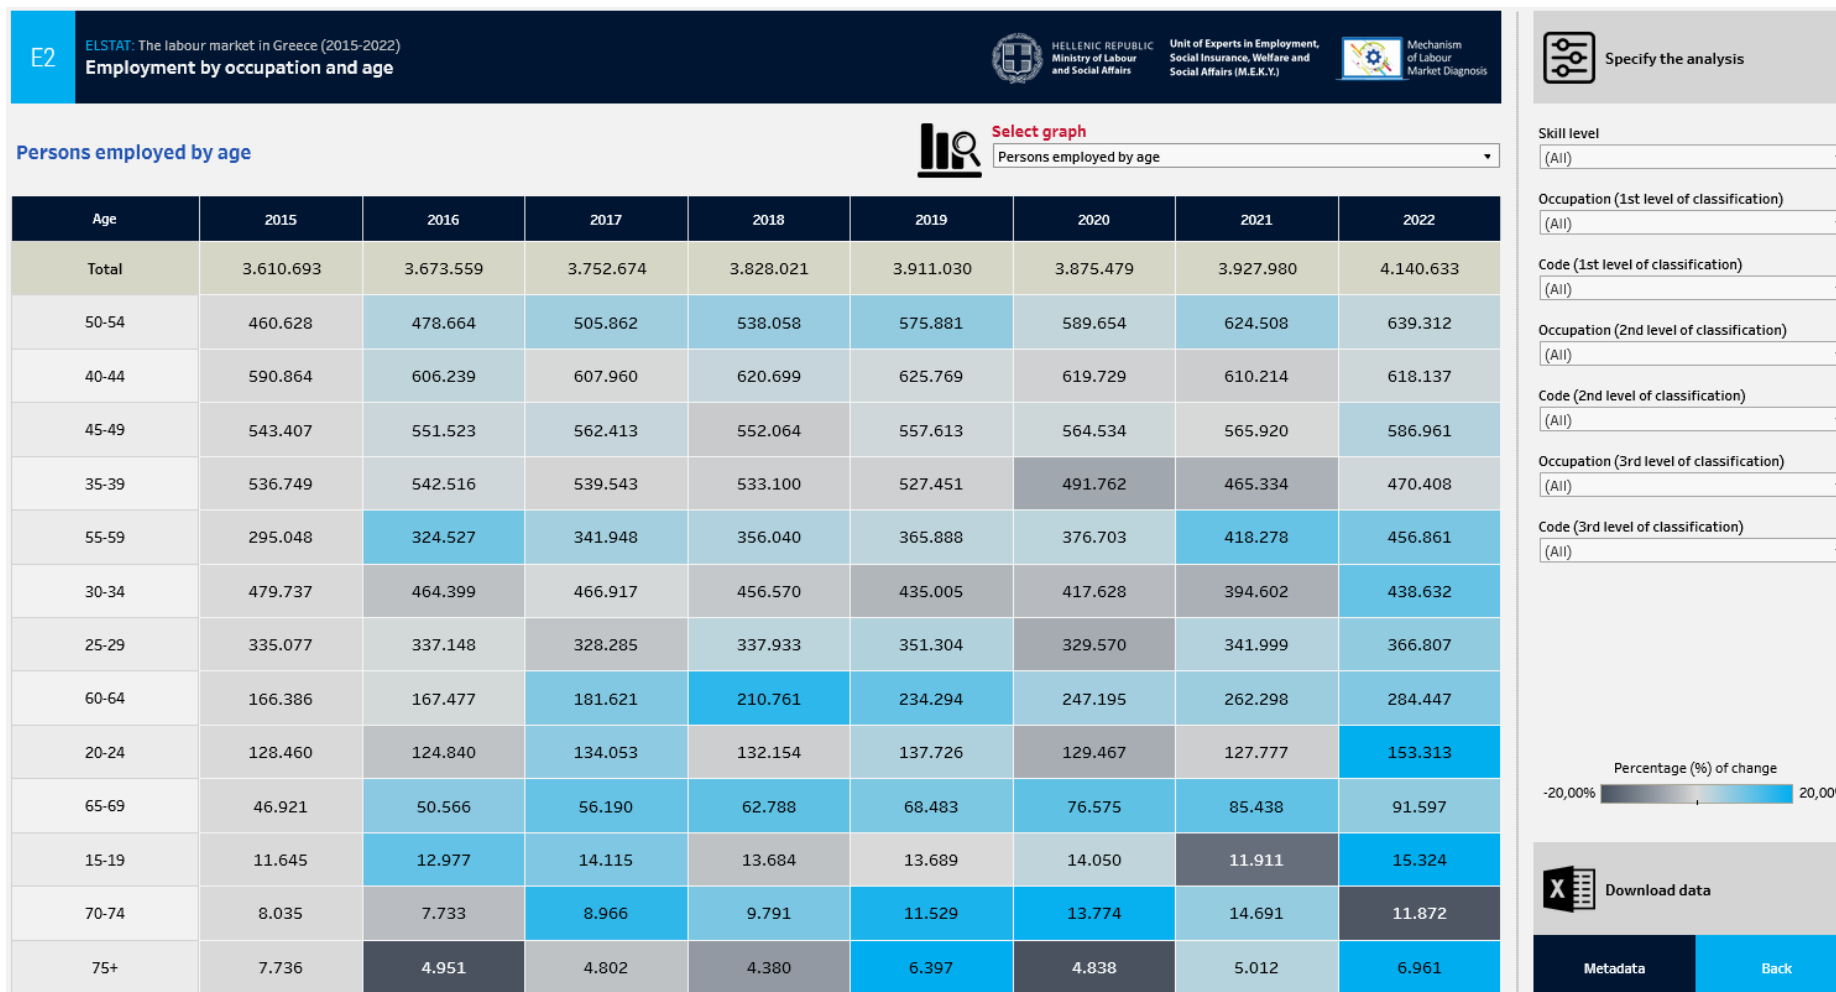 E2
ELSTAT: The labour market in Greece (2015-2022)
Employment by occupation and age
HELLENIC REPUBLIC
Ministry of Labour
and Social Affairs
Unit of Experts in Employment,
Social Insurance, Welfare and
Social Affairs (M.E.K.Y.)
Mechanism
of Labour
Market Diagnosis
Persons employed by age
Select graph
Persons employed by age
Age 2015 2016 2017 2018 2019 2020 2021 2022
Total 3.610.693 3.673.559 3.752.674 3.828.021 3.911.030 3.875.479 3.927.980 4.140.633
50-54 460.628 478.664 505.862 538.058 575.881 589.654 624.508 639.312
40-44 590.864 606.239 607.960 620.699 625.769 619.729 610.214 618.137
45-49 543.407 551.523 562.413 552.064 557.613 564.534 565.920 586.961
35-39 536.749 542.516 539.543 533.100 527.451 491.762 465.334 470.408
55-59 295.048 324.527 341.948 356.040 365.888 376.703 418.278 456.861
30-34 479.737 464.399 466.917 456.570 435.005 417.628 394.602 438.632
25-29 335.077 337.148 328.285 337.933 351.304 329.570 341.999 366.807
60-64 166.386 167.477 181.621 210.761 234.294 247.195 262.298 284.447
20-24 128.460 124.840 134.053 132.154 137.726 129.467 127.777 153.313
65-69 46.921 50.566 56.190 62.788 68.483 76.575 85.438 91.597
15-19 11.645 12.977 14.115 13.684 13.689 14.050 11.911 15.324
70-74 8.035 7.733 8.966 9.791 11.529 13.774 14.691 11.872
75+ 7.736 4.951 4.802 4.380 6.397 4.838 5.012 6.961
Specify the analysis
Skill level
(All)
Occupation (1st level of classification)
(All)
Code (1st level of classification)
(All)
Occupation (2nd level of classification)
(All)
Code (2nd level of classification)
(All)
Occupation (3rd level of classification)
(All)
Code (3rd level of classification)
(All)
Percentage (%) of change
-20,00% 20,00
X
Download data
Metadata Back